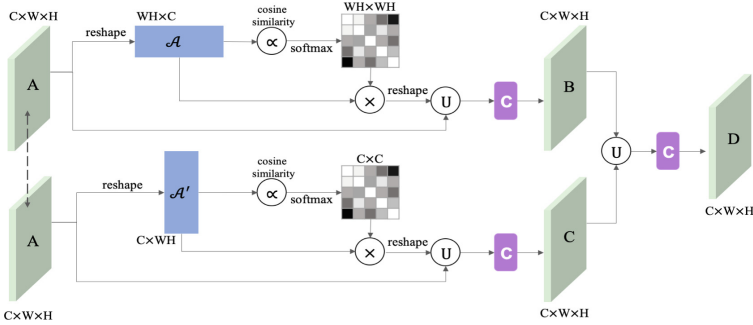 C×W×H
A
reshape
WH×C
𝒜
cosine
similarity
∝
softmax
WH×WH
×
reshape
U
C
C×W×H
B
U
C
D
C×W×H
A
C×W×H
reshape
𝒜′
C×WH
cosine
similarity
∝
softmax
C×C
×
reshape
U
C
C
C×W×H